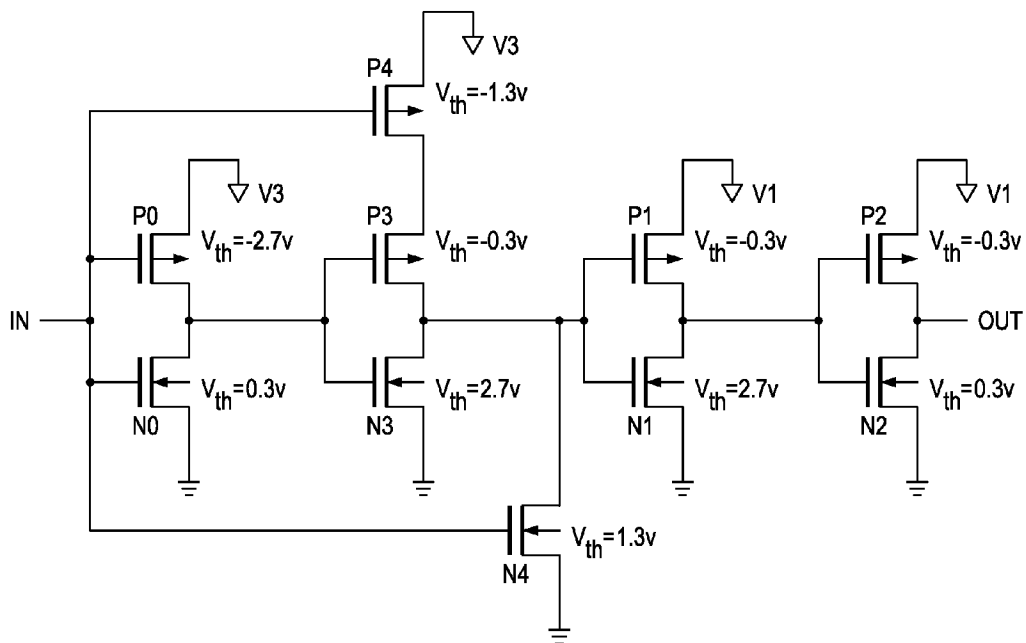 V3
P4
Vth=-1.3v
V3
P0
Vth=-2.7v
P3
Vth=-0.3v
V1
P1
Vth=-0.3v
V1
P2
Vth=-0.3v
IN
OUT
Vth=0.3v
N0
Vth=2.7v
N3
Vth=2.7v
N1
Vth=0.3v
N2
Vth=1.3v
N4